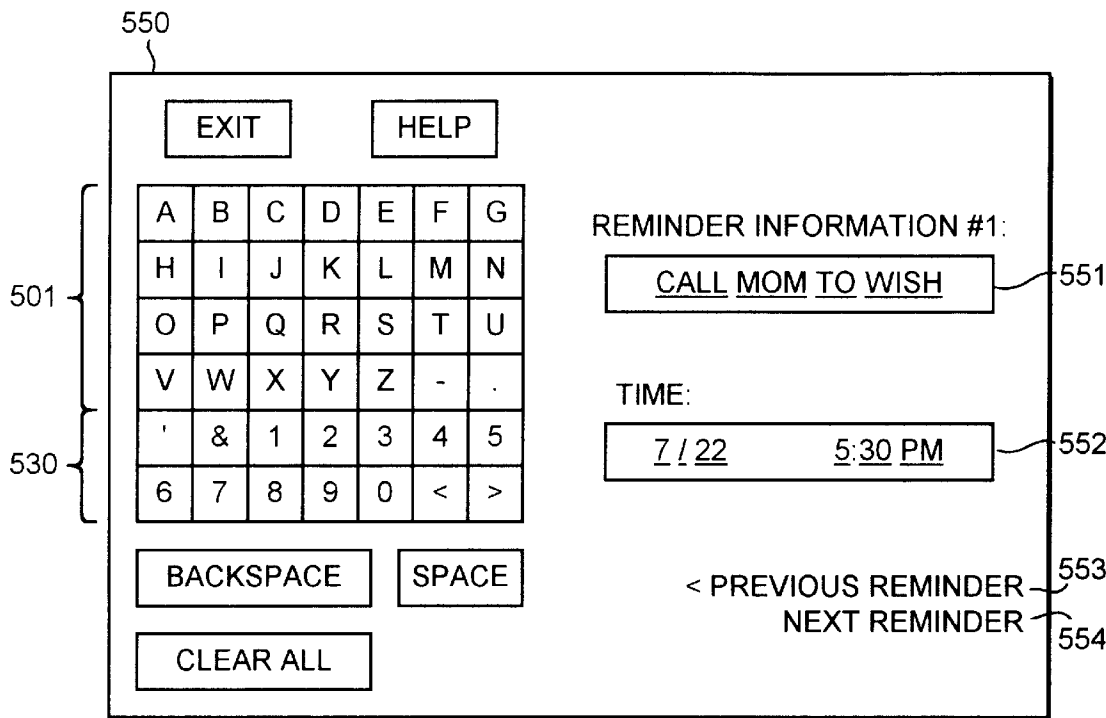 550
EXIT HELP
A B C D E F G
H I J K L M N
O P Q R S T U
V W X Y Z - .
' & 1 2 3 4 5
6 7 8 9 0 < >
501
530
BACKSPACE SPACE
CLEAR ALL
REMINDER INFORMATION #1:
CALL MOM TO WISH
551
TIME:
7 / 22 5:30 PM
552
< PREVIOUS REMINDER
553
NEXT REMINDER
554